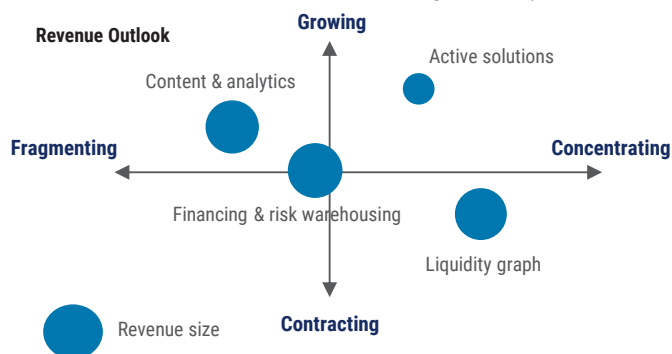 Growing
Revenue Outlook
Active solutions
Content & analytics
Fragmenting
Concentrating
Financing & risk warehousing
Liquidity graph
Contracting
Revenue size